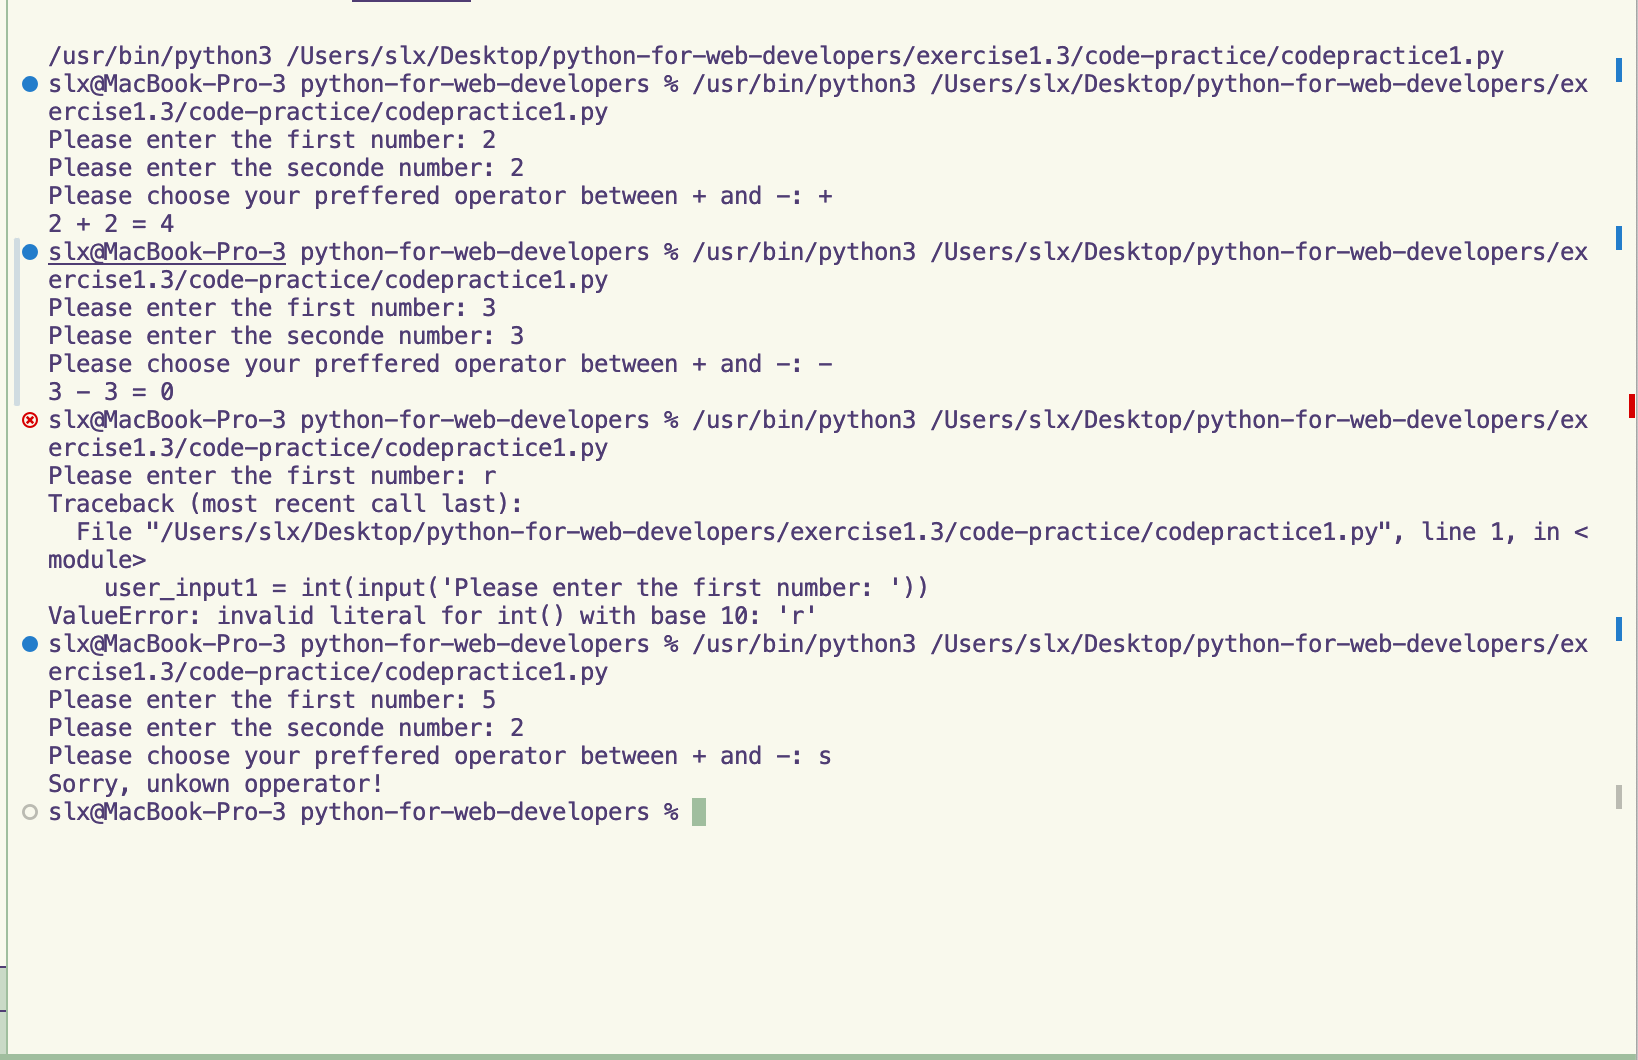 /usr/bin/python3 /Users/slx/Desktop/python-for-web-developers/exercise1.3/code-practice/codepractice1.py
slx@MacBook-Pro-3 python-for-web-developers % /usr/bin/python3 /Users/slx/Desktop/python-for-web-developers/ex
ercise1.3/code-practice/codepractice1.py
Please enter the first number: 2
Please enter the seconde number: 2
Please choose your preffered operator between + and -: +
2 + 2 = 4
slx@MacBook-Pro-3 python-for-web-developers % /usr/bin/python3 /Users/slx/Desktop/python-for-web-developers/ex
ercise1.3/code-practice/codepractice1.py
Please enter the first number: 3
Please enter the seconde number: 3
Please choose your preffered operator between + and -: -
3 - 3 = 0
slx@MacBook-Pro-3 python-for-web-developers % /usr/bin/python3 /Users/slx/Desktop/python-for-web-developers/ex
ercise1.3/code-practice/codepractice1.py
Please enter the first number: r
Traceback (most recent call last):
  File "/Users/slx/Desktop/python-for-web-developers/exercise1.3/code-practice/codepractice1.py", line 1, in <
module>
    user_input1 = int(input('Please enter the first number: '))
ValueError: invalid literal for int() with base 10: 'r'
slx@MacBook-Pro-3 python-for-web-developers % /usr/bin/python3 /Users/slx/Desktop/python-for-web-developers/ex
ercise1.3/code-practice/codepractice1.py
Please enter the first number: 5
Please enter the seconde number: 2
Please choose your preffered operator between + and -: s
Sorry, unkown opperator!
slx@MacBook-Pro-3 python-for-web-developers %